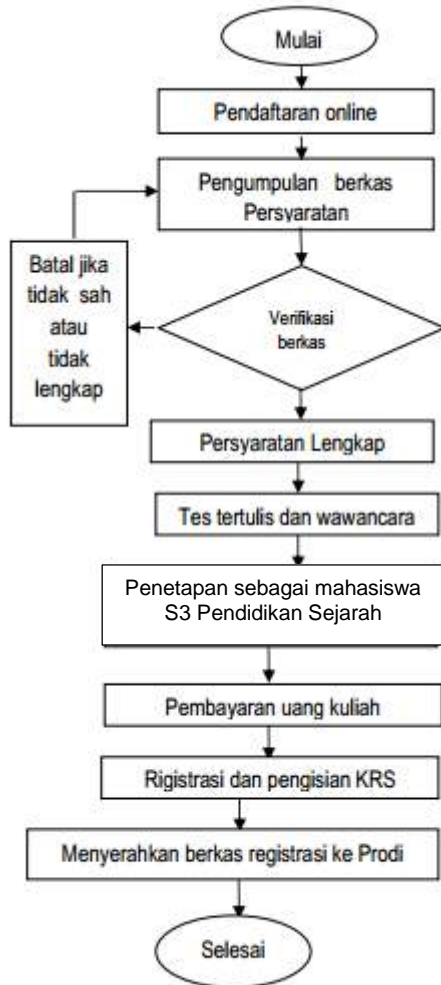 Mulai
Pendaftaran online
Pengumpulan berkas
Persyaratan
Batal jika
tidak sah
atau
tidak
lengkap
Verifikasi
berkas
Persyaratan Lengkap
Tes tertulis dan wawancara
Penetapan sebagai mahasiswa
S3 Pendidikan Sejarah
Pembayaran uang kuliah
Rigistrasi dan pengisian KRS
Menyerahkan berkas registrasi ke Prodi
Selesai